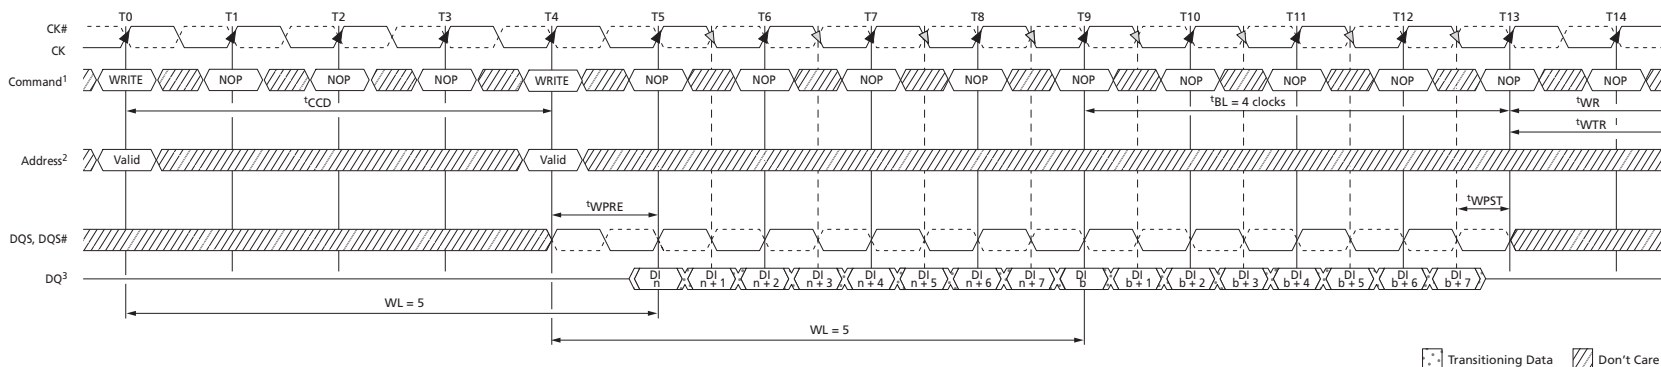 T0 T1 T2 T3 T4 T5 T6 T7 T8 T9 T10 T11 T12 T13 T14
CK#
CK
Command1 WRITE NOP NOP NOP WRITE NOP NOP NOP NOP NOP NOP NOP NOP NOP NOP
tCCD tBL = 4 clocks tWR
tWTR
Address2 Valid Valid
tWPRE tWPST
DQS, DQS#
DQ3 DI n DI n + 1 DI n + 2 DI n + 3 DI n + 4 DI n + 5 DI n + 6 DI n + 7 DI b DI b + 1 DI b + 2 DI b + 3 DI b + 4 DI b + 5 DI b + 6 DI b + 7
WL = 5
WL = 5
Transitioning Data Don't Care